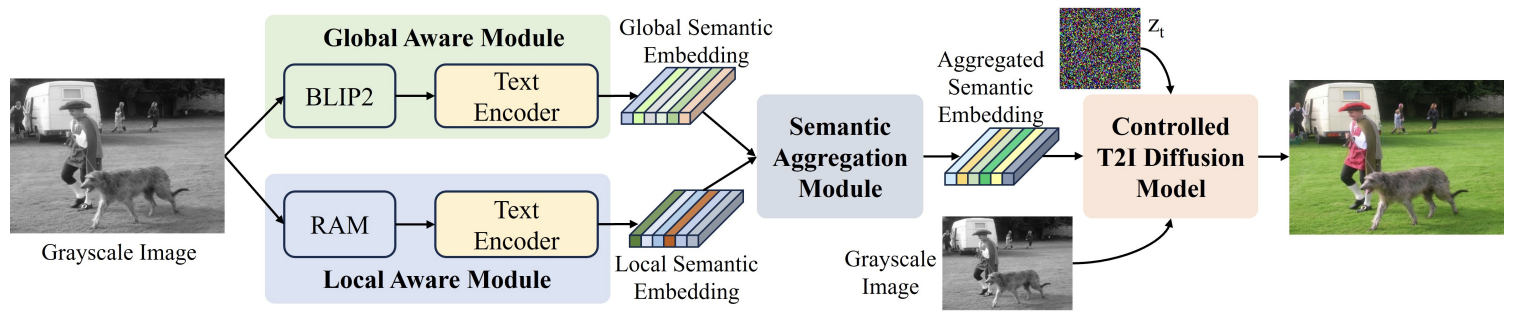 Grayscale Image
Global Aware Module
BLIP2
Text
Encoder
Global Semantic
Embedding
RAM
Text
Encoder
Local Aware Module
Local Semantic
Embedding
Semantic
Aggregation
Module
Aggregated
Semantic
Embedding
Grayscale
Image
zt
Controlled
T2I Diffusion
Model